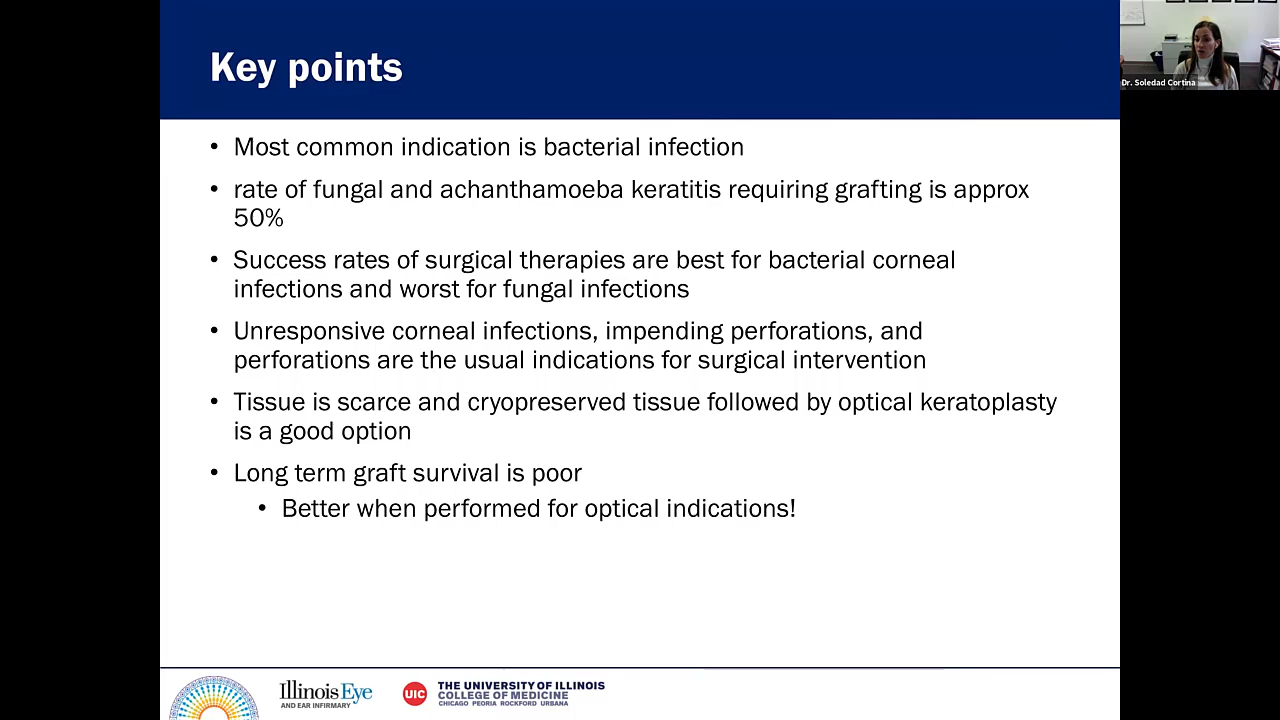 Key points
Dr. Soledad Cortina
• Most common indication is bacterial infection
• rate of fungal and achanthamoeba keratitis requiring grafting is approx
50%
• Success rates of surgical therapies are best for bacterial corneal
infections and worst for fungal infections
• Unresponsive corneal infections, impending perforations, and
perforations are the usual indications for surgical intervention
• Tissue is scarce and cryopreserved tissue followed by optical keratoplasty
is a good option
• Long term graft survival is poor
• Better when performed for optical indications!
Illinois Eye
AND EAR INFIRMARY
UIC
THE UNIVERSITY OF ILLINOIS
COLLEGE OF MEDICINE
CHICAGO PEORIA ROCKFORD URBANA